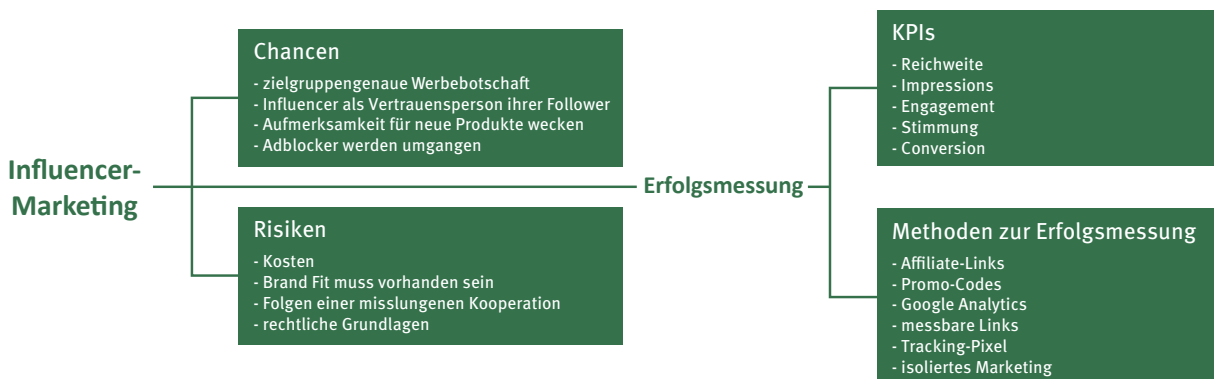 Influencer-
Marketing
Chancen
- zielgruppengenaue Werbebotschaft
- Influencer als Vertrauensperson ihrer Follower
- Aufmerksamkeit für neue Produkte wecken
- Adblocker werden umgangen
Risiken
- Kosten
- Brand Fit muss vorhanden sein
- Folgen einer misslungenen Kooperation
- rechtliche Grundlagen
Erfolgsmessung
KPIs
- Reichweite
- Impressions
- Engagement
- Stimmung
- Conversion
Methoden zur Erfolgsmessung
- Affiliate-Links
- Promo-Codes
- Google Analytics
- messbare Links
- Tracking-Pixel
- isoliertes Marketing